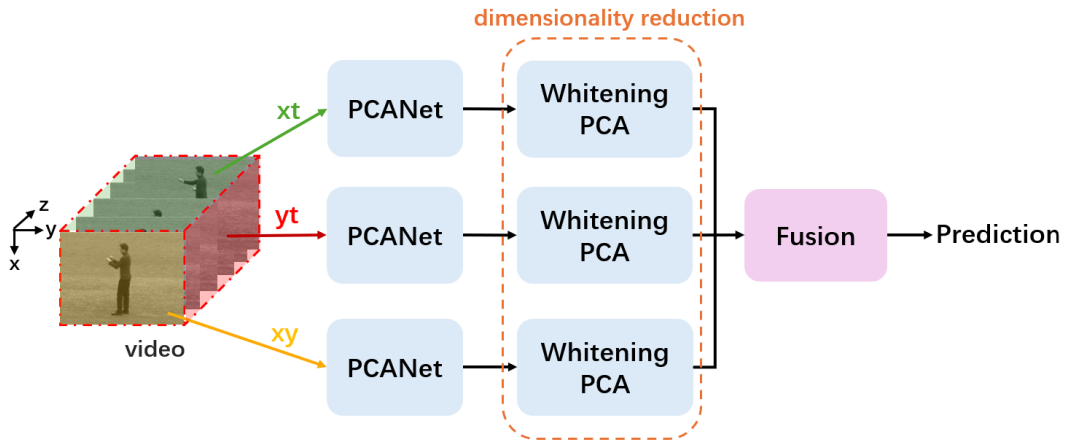 dimensionality reduction
xt
PCANet
Whitening
PCA
z
y
x
yt
PCANet
Whitening
PCA
Fusion
Prediction
xy
video
PCANet
Whitening
PCA